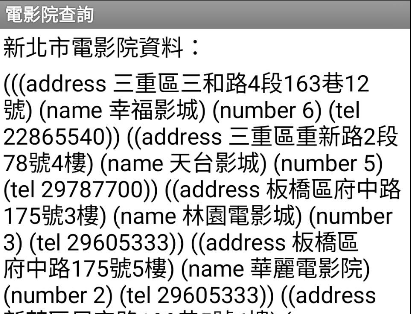 電影院查詢
新北市電影院資料：
(((address 三重區三和路4段163巷12
號) (name 幸福影城) (number 6) (tel
22865540)) ((address 三重區重新路2段
78號4樓) (name 天台影城) (number 5)
(tel 29787700)) ((address 板橋區府中路
175號3樓) (name 林園電影城) (number
3) (tel 29605333)) ((address 板橋區
府中路175號5樓) (name 華麗電影院)
(number 2) (tel 29605333)) ((address